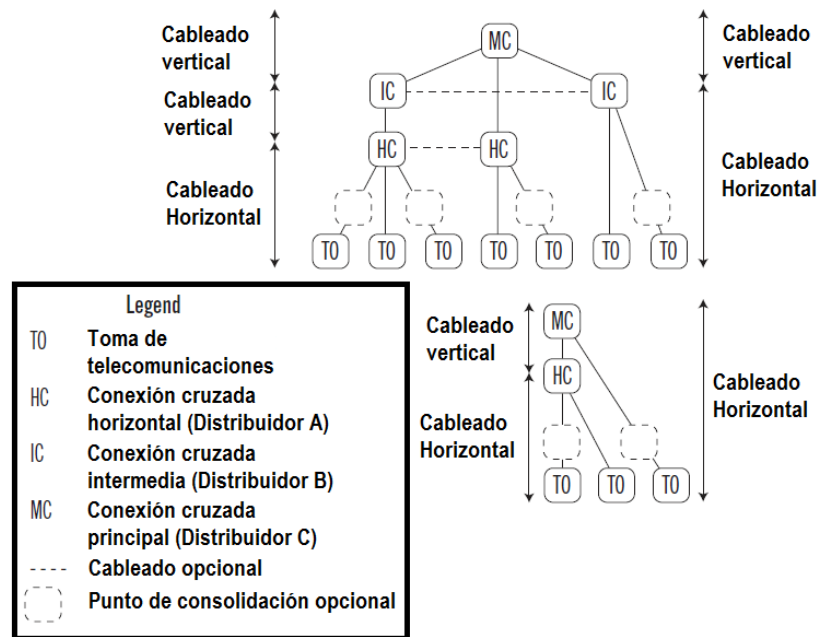 Cableado
vertical
MC
Cableado
vertical
IC
IC
Cableado
vertical
HC
HC
Cableado
Horizontal
Cableado
Horizontal
TO
TO
TO
TO
TO
TO
TO
Legend
TO Toma de
telecomunicaciones
HC Conexión cruzada
horizontal (Distribuidor A)
IC Conexión cruzada
intermedia (Distribuidor B)
MC Conexión cruzada
principal (Distribuidor C)
Cableado opcional
Punto de consolidación opcional
Cableado
vertical
MC
HC
Cableado
Horizontal
Cableado
Horizontal
TO
TO
TO